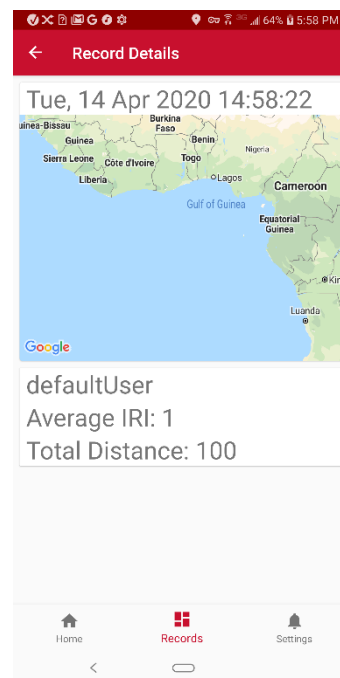 64% 5:58 PM
Record Details
Tue, 14 Apr 2020 14:58:22
uinea-Bissau
Burkina
Faso
Guinea
Benin
Nigeria
Sierra Leone
Côte d'Ivoire
Togo
Liberia
Lagos
Cameroon
Gulf of Guinea
Equatorial
Guinea
Kin
Luanda
Google
defaultUser
Average IRI: 1
Total Distance: 100
Home
Records
Settings